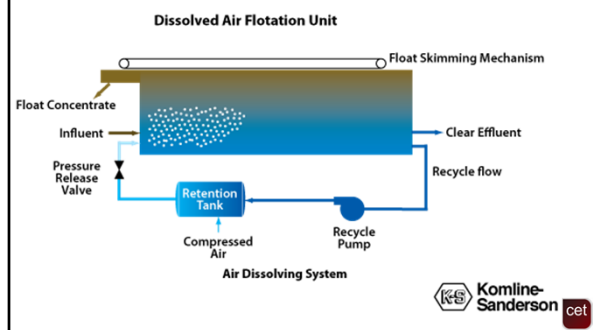 Dissolved Air Flotation Unit
Float Skimming Mechanism
Float Concentrate
Influent
Clear Effluent
Pressure
Release
Valve
Recycle flow
Retention
Tank
Compressed
Air
Recycle
Pump
Air Dissolving System
K-S
Komline-
Sanderson
cet